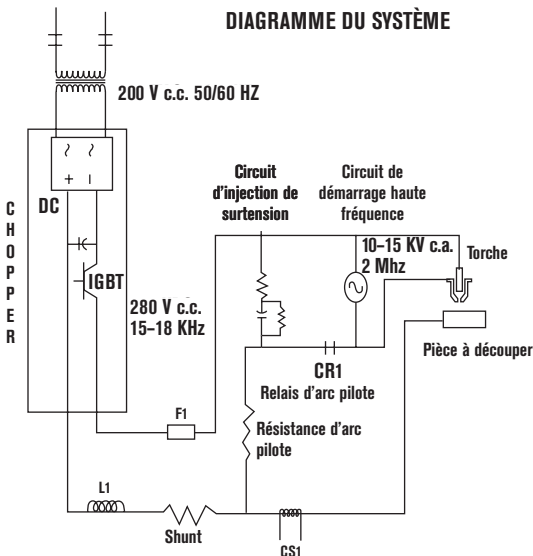 DIAGRAMME DU SYSTÈME
200 V c.c. 50/60 HZ
CHOPPER
~ ~
+ –
DC
IGBT
280 V c.c.
15–18 KHz
Circuit
d'injection de
surtension
Circuit de
démarrage haute
fréquence
10–15 KV c.a.
2 Mhz
Torche
Pièce à découper
CR1
Relais d'arc pilote
F1
Résistance d'arc
pilote
L1
Shunt
CS1